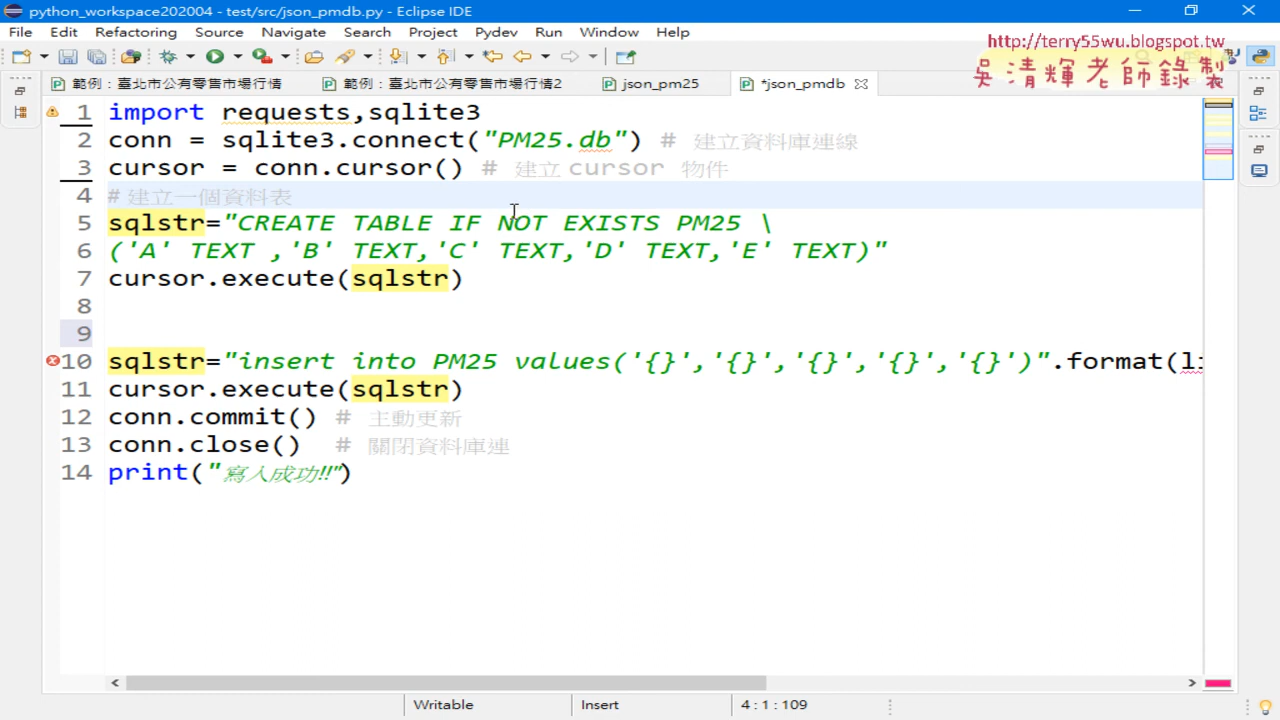 python_workspace202004 - test/src/json_pmdb.py - Eclipse IDE
File Edit Refactoring Source Navigate Search Project Pydev Run Window Help
http://terry55wu.blogspot.tw
吳清輝老師錄製
範例：臺北市公有零售市場行情 範例：臺北市公有零售市場行情2 json_pm25 *json_pmdb
1 import requests,sqlite3
2 conn = sqlite3.connect("PM25.db") # 建立資料庫連線
3 cursor = conn.cursor() # 建立 cursor 物件
4 # 建立一個資料表
5 sqlstr="CREATE TABLE IF NOT EXISTS PM25 \
6 ('A' TEXT ,'B' TEXT,'C' TEXT,'D' TEXT,'E' TEXT)"
7 cursor.execute(sqlstr)
8
9
10 sqlstr="insert into PM25 values('{}','{}','{}','{}','{}')".format(li
11 cursor.execute(sqlstr)
12 conn.commit() # 主動更新
13 conn.close() # 關閉資料庫連
14 print("寫入成功!!")
Writable Insert 4 : 1 : 109